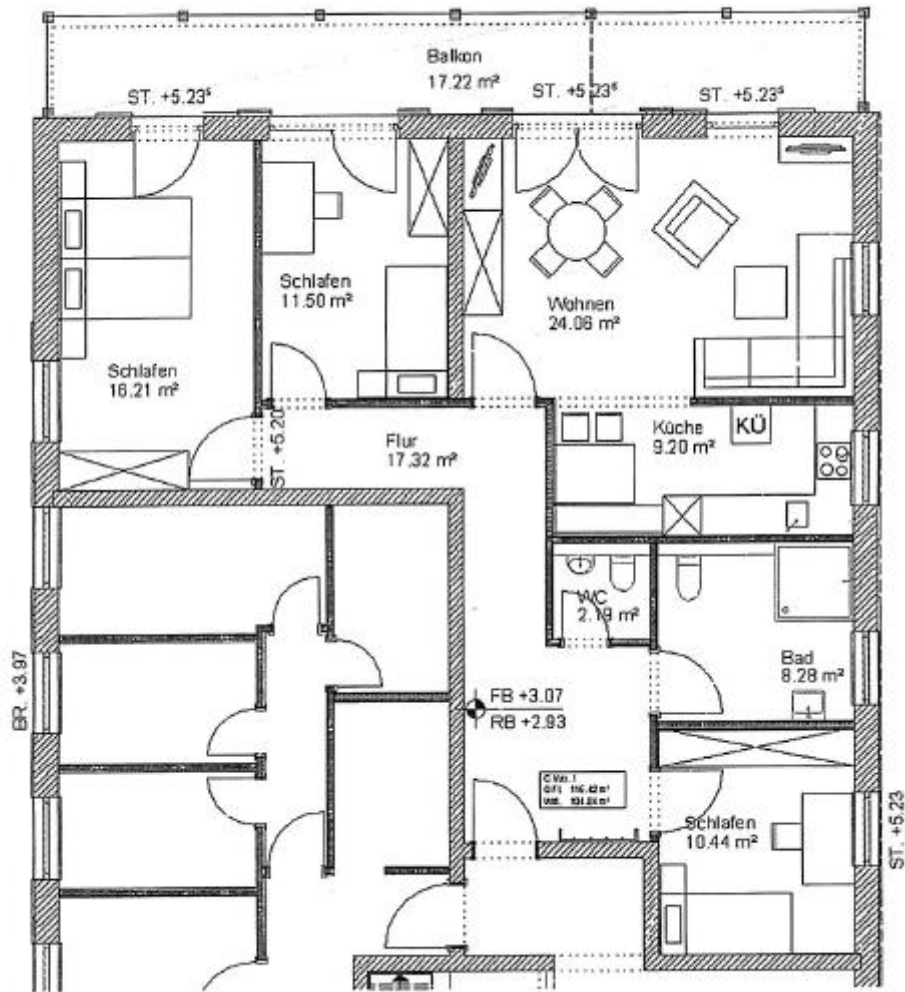 Balkon
17.22 m²
ST. +5.23⁵
ST. +5.23⁵
ST. +5.23⁵
Schlafen
11.50 m²
Wohnen
24.06 m²
Schlafen
16.21 m²
ST. +5.20
Flur
17.32 m²
Küche
9.20 m²
KÜ
WC
2.19 m²
Bad
8.28 m²
BR. +3.97
FB +3.07
RB +2.93
Schlafen
10.44 m²
ST. +5.23